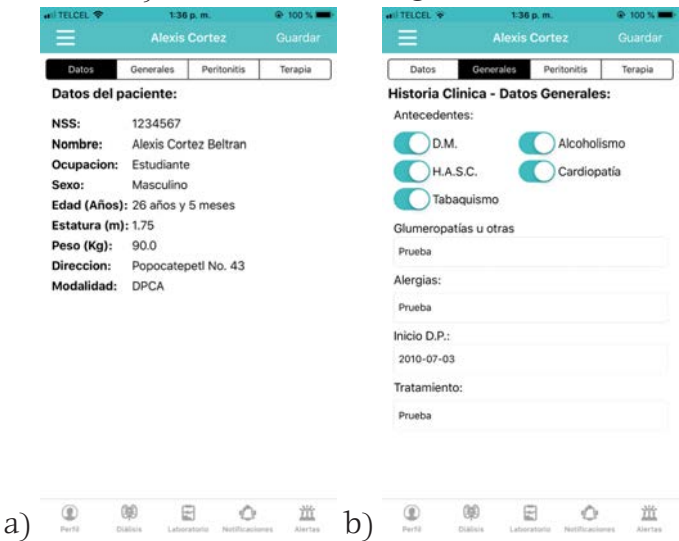 TELCEL 1:36 p. m. 100 %
Alexis Cortez Guardar
Datos Generales Peritonitis Terapia
Datos del paciente:
NSS: 1234567
Nombre: Alexis Cortez Beltran
Ocupacion: Estudiante
Sexo: Masculino
Edad (Años): 26 años y 5 meses
Estatura (m): 1.75
Peso (Kg): 90.0
Direccion: Popocatepetl No. 43
Modalidad: DPCA
Perfil Diálisis Laboratorio Notificaciones Alertas
a)
TELCEL 1:36 p. m. 100 %
Alexis Cortez Guardar
Datos Generales Peritonitis Terapia
Historia Clinica - Datos Generales:
Antecedentes:
D.M. Alcoholismo
H.A.S.C. Cardiopatía
Tabaquismo
Glumeropatías u otras
Prueba
Alergias:
Prueba
Inicio D.P.:
2010-07-03
Tratamiento:
Prueba
Perfil Diálisis Laboratorio Notificaciones Alertas
b)